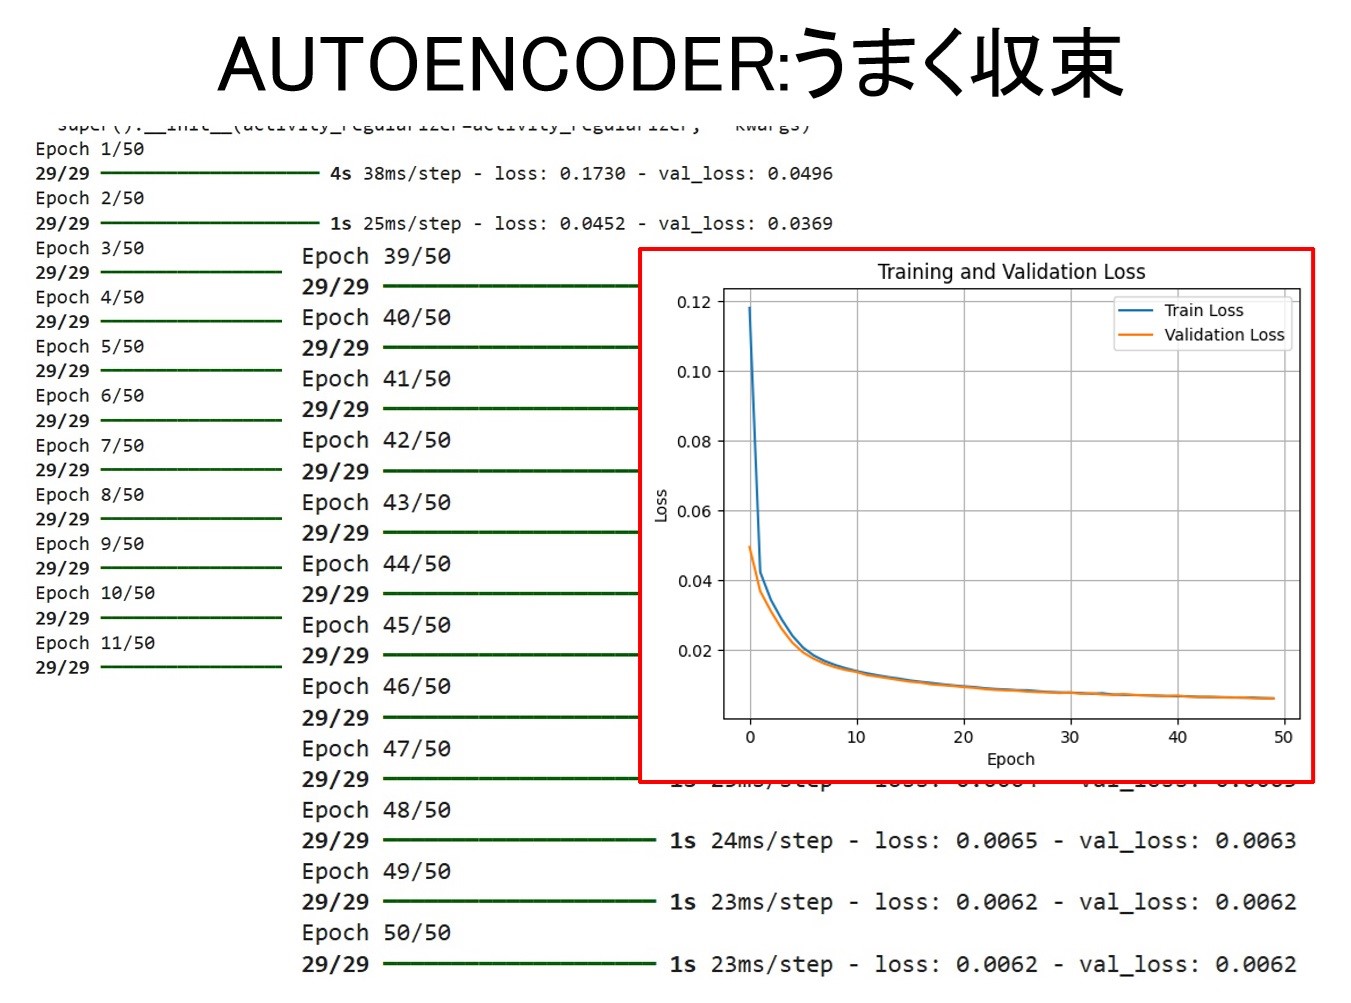 AUTOENCODER:うまく収束
super().__init__(activity_regularizer=activity_regularizer, **kwargs)
Epoch 1/50
29/29 4s 38ms/step - loss: 0.1730 - val_loss: 0.0496
Epoch 2/50
29/29 1s 25ms/step - loss: 0.0452 - val_loss: 0.0369
Epoch 3/50
29/29
Epoch 4/50
29/29
Epoch 5/50
29/29
Epoch 6/50
29/29
Epoch 7/50
29/29
Epoch 8/50
29/29
Epoch 9/50
29/29
Epoch 10/50
29/29
Epoch 11/50
29/29
Epoch 39/50
29/29
Epoch 40/50
29/29
Epoch 41/50
29/29
Epoch 42/50
29/29
Epoch 43/50
29/29
Epoch 44/50
29/29
Epoch 45/50
29/29
Epoch 46/50
29/29
Epoch 47/50
29/29
Epoch 48/50
29/29 1s 24ms/step - loss: 0.0065 - val_loss: 0.0063
Epoch 49/50
29/29 1s 23ms/step - loss: 0.0062 - val_loss: 0.0062
Epoch 50/50
29/29 1s 23ms/step - loss: 0.0062 - val_loss: 0.0062
Training and Validation Loss
Train Loss
Validation Loss
Loss
0.12
0.10
0.08
0.06
0.04
0.02
0 10 20 30 40 50
Epoch